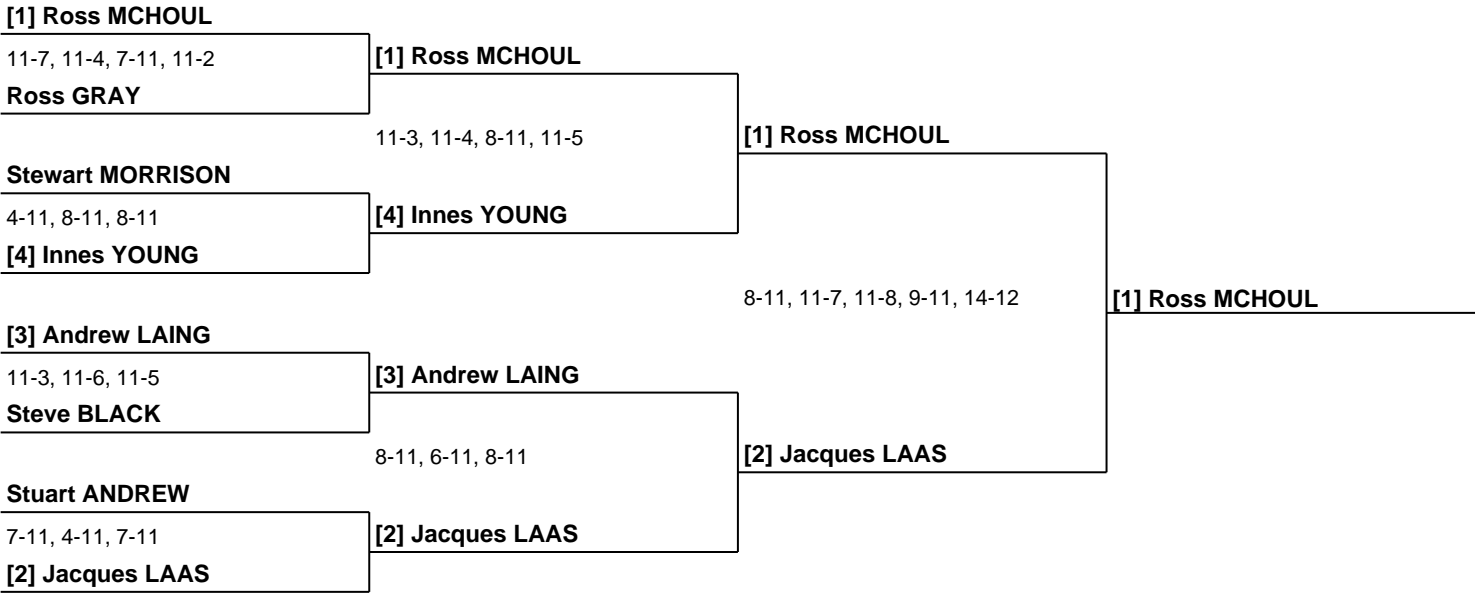 [1] Ross MCHOUL
11-7, 11-4, 7-11, 11-2
Ross GRAY
Stewart MORRISON
4-11, 8-11, 8-11
[4] Innes YOUNG
[3] Andrew LAING
11-3, 11-6, 11-5
Steve BLACK
Stuart ANDREW
7-11, 4-11, 7-11
[2] Jacques LAAS
[1] Ross MCHOUL
11-3, 11-4, 8-11, 11-5
[4] Innes YOUNG
[3] Andrew LAING
8-11, 6-11, 8-11
[2] Jacques LAAS
[1] Ross MCHOUL
8-11, 11-7, 11-8, 9-11, 14-12
[2] Jacques LAAS
[1] Ross MCHOUL